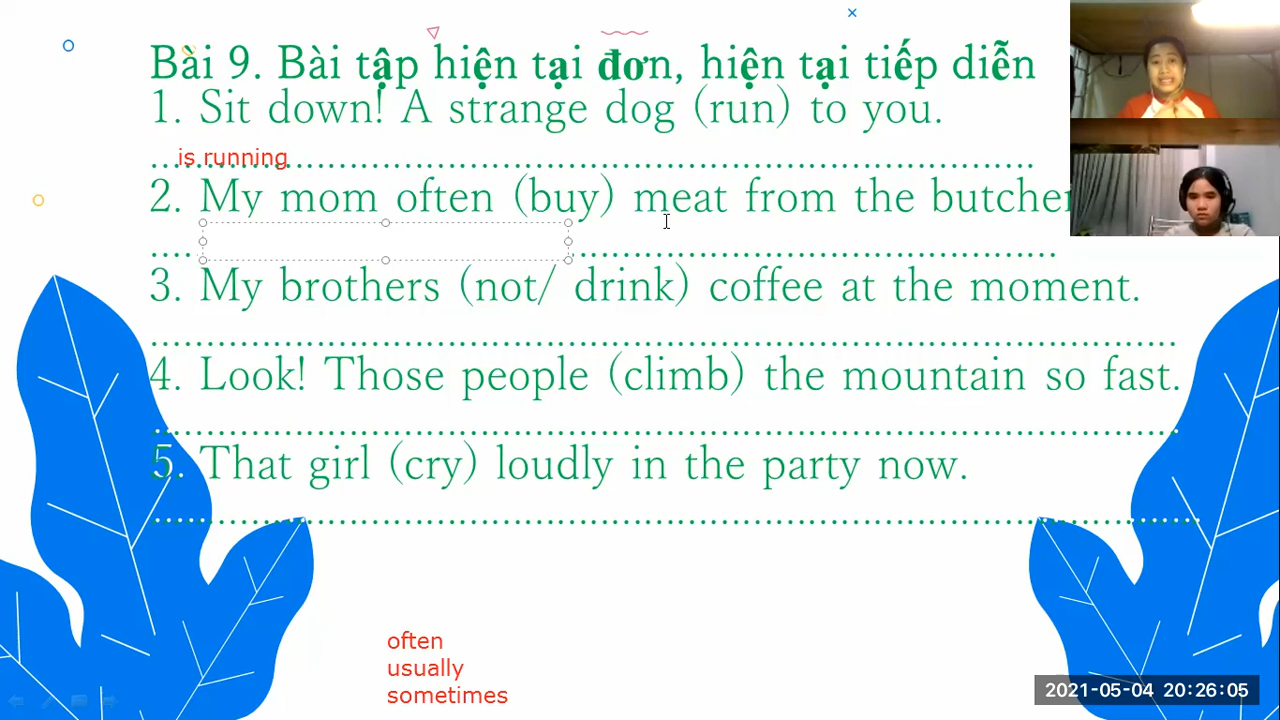 Bài 9. Bài tập hiện tại đơn, hiện tại tiếp diễn
1. Sit down! A strange dog (run) to you.
is running
2. My mom often (buy) meat from the butcher
3. My brothers (not/ drink) coffee at the moment.
4. Look! Those people (climb) the mountain so fast.
5. That girl (cry) loudly in the party now.
often
usually
sometimes
2021-05-04 20:26:05